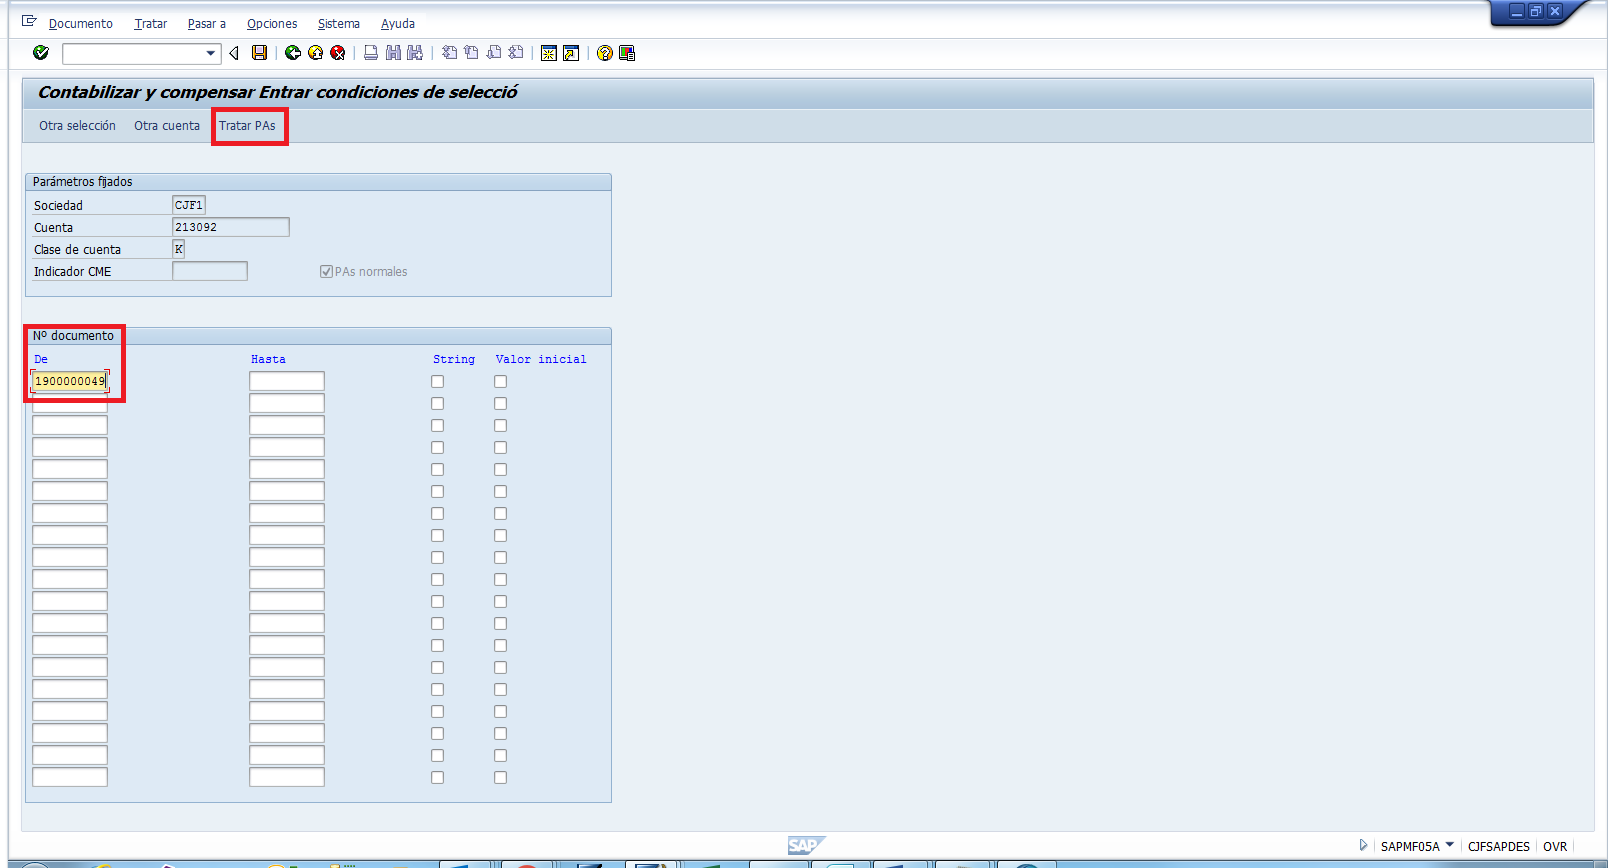 Documento Tratar Pasar a Opciones Sistema Ayuda
Contabilizar y compensar Entrar condiciones de selecció
Otra selección Otra cuenta Tratar PAs
Parámetros fijados
Sociedad CJF1
Cuenta 213092
Clase de cuenta K
Indicador CME PAs normales
Nº documento
De Hasta String Valor inicial
1900000049
SAP SAPMF05A CJFSAPDES OVR